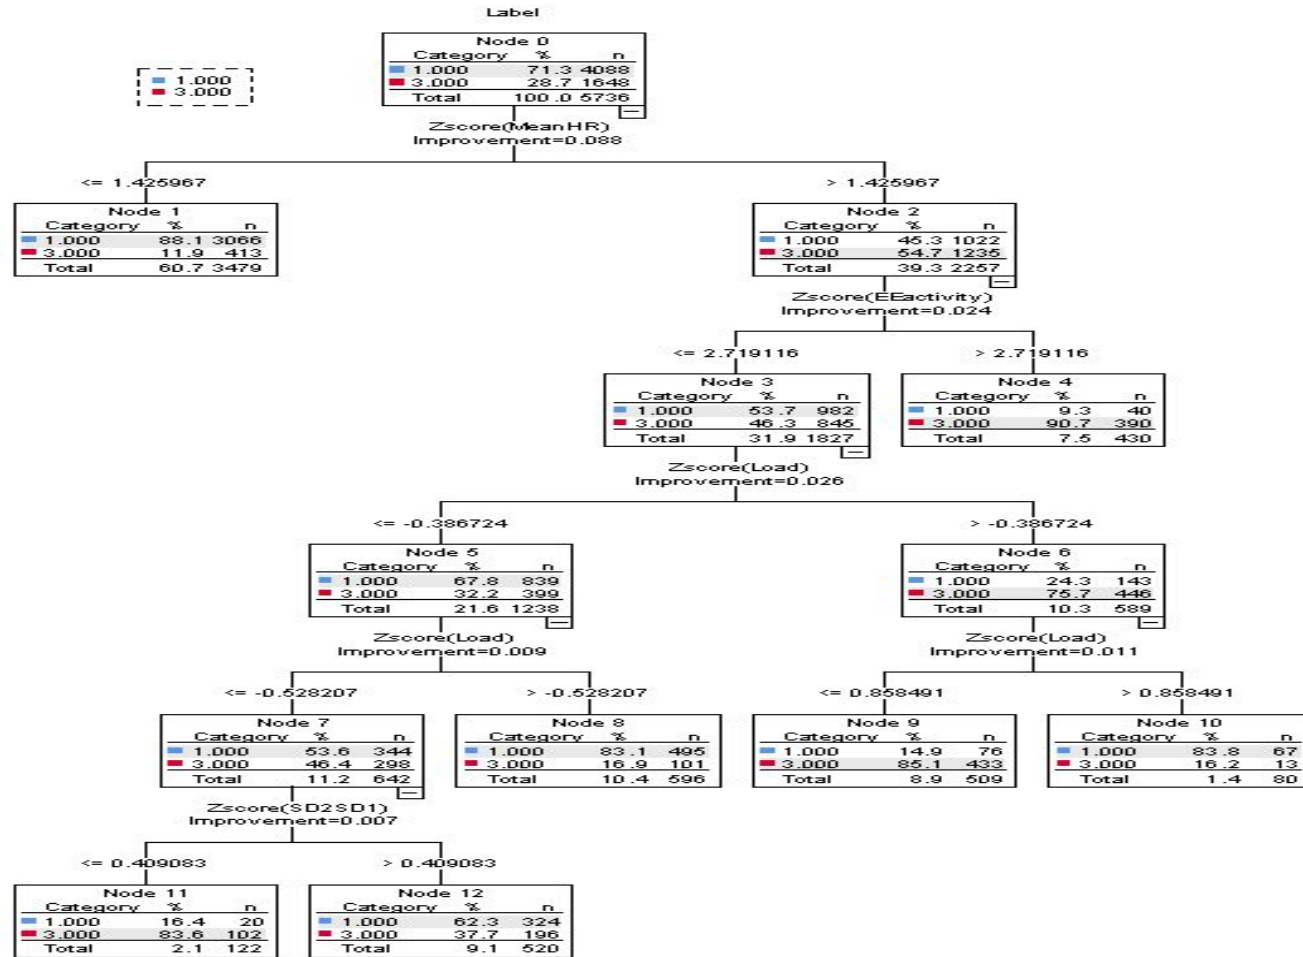 Label
1.000
3.000
Node 0
Category % n
1.000 71.3 4088
3.000 28.7 1648
Total 100.0 5736
Zscore(MeanHR)
Improvement=0.088
<= 1.425967
> 1.425967
Node 1
Category % n
1.000 88.1 3066
3.000 11.9 413
Total 60.7 3479
Node 2
Category % n
1.000 45.3 1022
3.000 54.7 1235
Total 39.3 2257
Zscore(EEactivity)
Improvement=0.024
<= 2.719116
> 2.719116
Node 3
Category % n
1.000 53.7 982
3.000 46.3 845
Total 31.9 1827
Node 4
Category % n
1.000 9.3 40
3.000 90.7 390
Total 7.5 430
Zscore(Load)
Improvement=0.026
<= -0.386724
> -0.386724
Node 5
Category % n
1.000 67.8 839
3.000 32.2 399
Total 21.6 1238
Node 6
Category % n
1.000 24.3 143
3.000 75.7 446
Total 10.3 589
Zscore(Load)
Improvement=0.009
Zscore(Load)
Improvement=0.011
<= -0.528207
> -0.528207
<= 0.858491
> 0.858491
Node 7
Category % n
1.000 53.6 344
3.000 46.4 298
Total 11.2 642
Node 8
Category % n
1.000 83.1 495
3.000 16.9 101
Total 10.4 596
Node 9
Category % n
1.000 14.9 76
3.000 85.1 433
Total 8.9 509
Node 10
Category % n
1.000 83.8 67
3.000 16.2 13
Total 1.4 80
Zscore(SD2SD1)
Improvement=0.007
<= 0.409083
> 0.409083
Node 11
Category % n
1.000 16.4 20
3.000 83.6 102
Total 2.1 122
Node 12
Category % n
1.000 62.3 324
3.000 37.7 196
Total 9.1 520